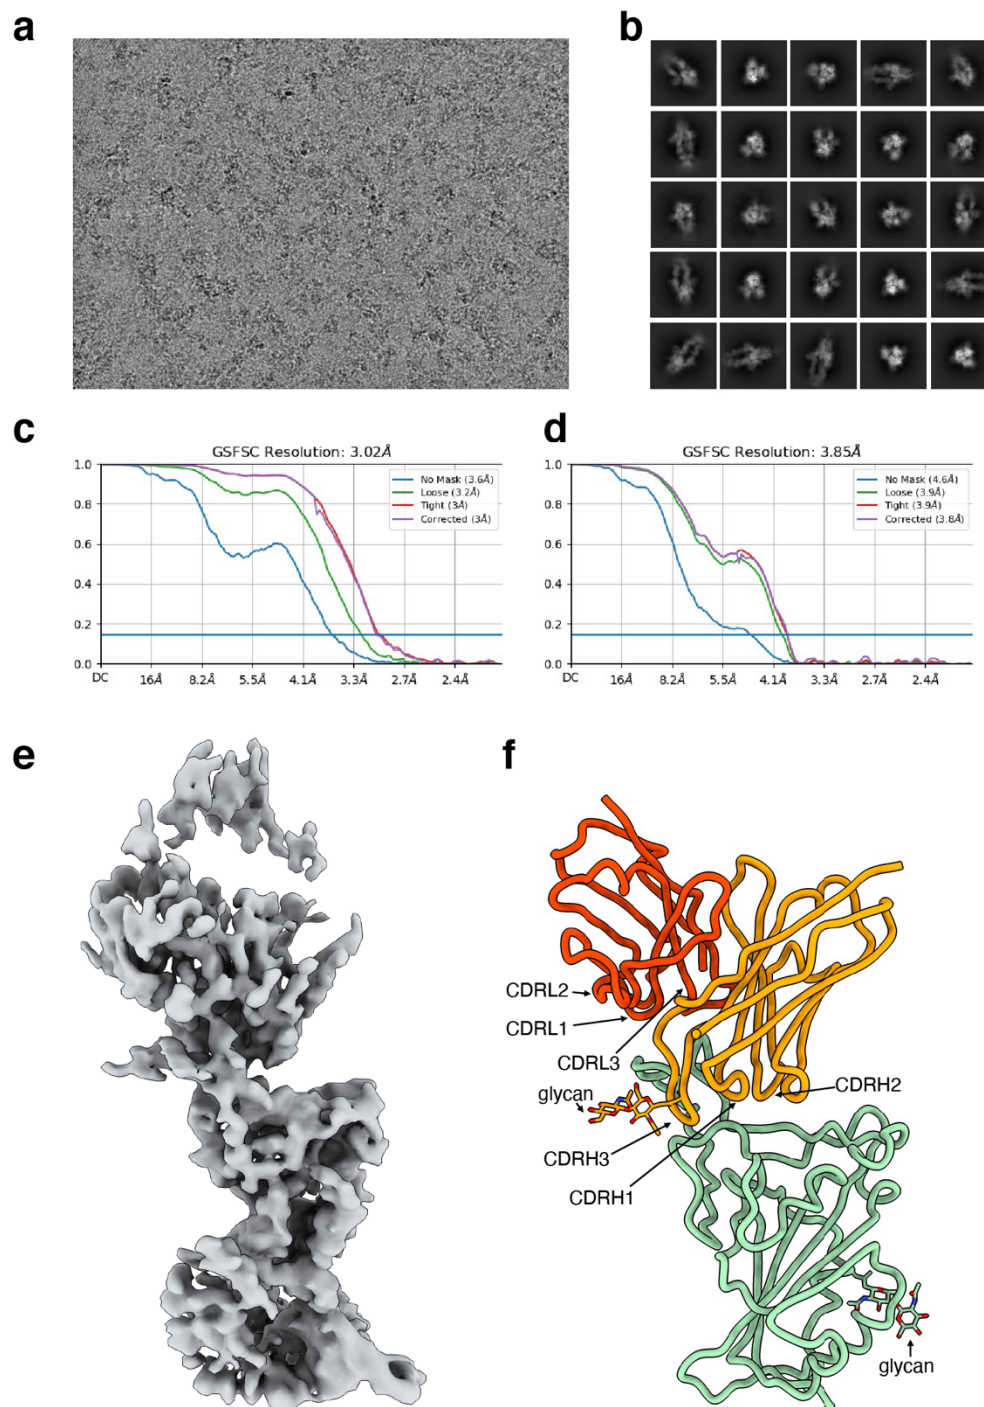 a
b
c
GSFSC Resolution: 3.02Å
1.0
0.8
0.6
0.4
0.2
0.0
No Mask (3.6Å)
Loose (3.2Å)
Tight (3Å)
Corrected (3Å)
DC 16Å 8.2Å 5.5Å 4.1Å 3.3Å 2.7Å 2.4Å
d
GSFSC Resolution: 3.85Å
1.0
0.8
0.6
0.4
0.2
0.0
No Mask (4.6Å)
Loose (3.9Å)
Tight (3.9Å)
Corrected (3.8Å)
DC 16Å 8.2Å 5.5Å 4.1Å 3.3Å 2.7Å 2.4Å
e
f
CDRL2
CDRL1
CDRL3
glycan
CDRH2
CDRH3
CDRH1
glycan